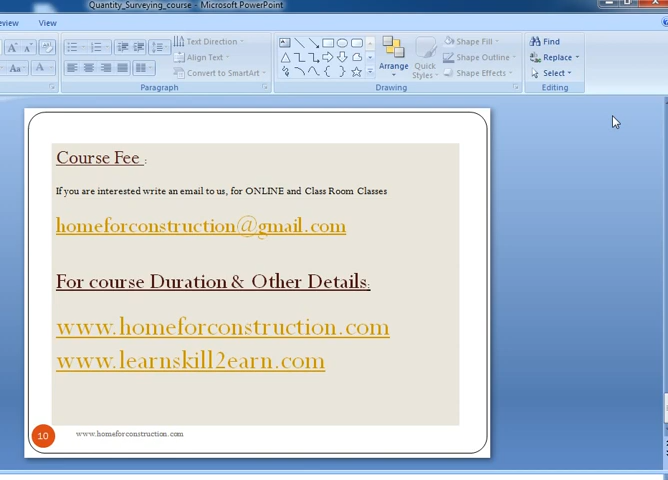 Quantity_Surveying_course - Microsoft PowerPoint
eview View
Text Direction
Align Text
Convert to SmartArt
Paragraph
Arrange
Quick
Styles
Shape Fill
Shape Outline
Shape Effects
Drawing
Find
Replace
Select
Editing
Course Fee :
If you are interested write an email to us, for ONLINE and Class Room Classes
homeforconstruction@gmail.com
For course Duration & Other Details:
www.homeforconstruction.com
www.learnskill2earn.com
10 www.homeforconstruction.com